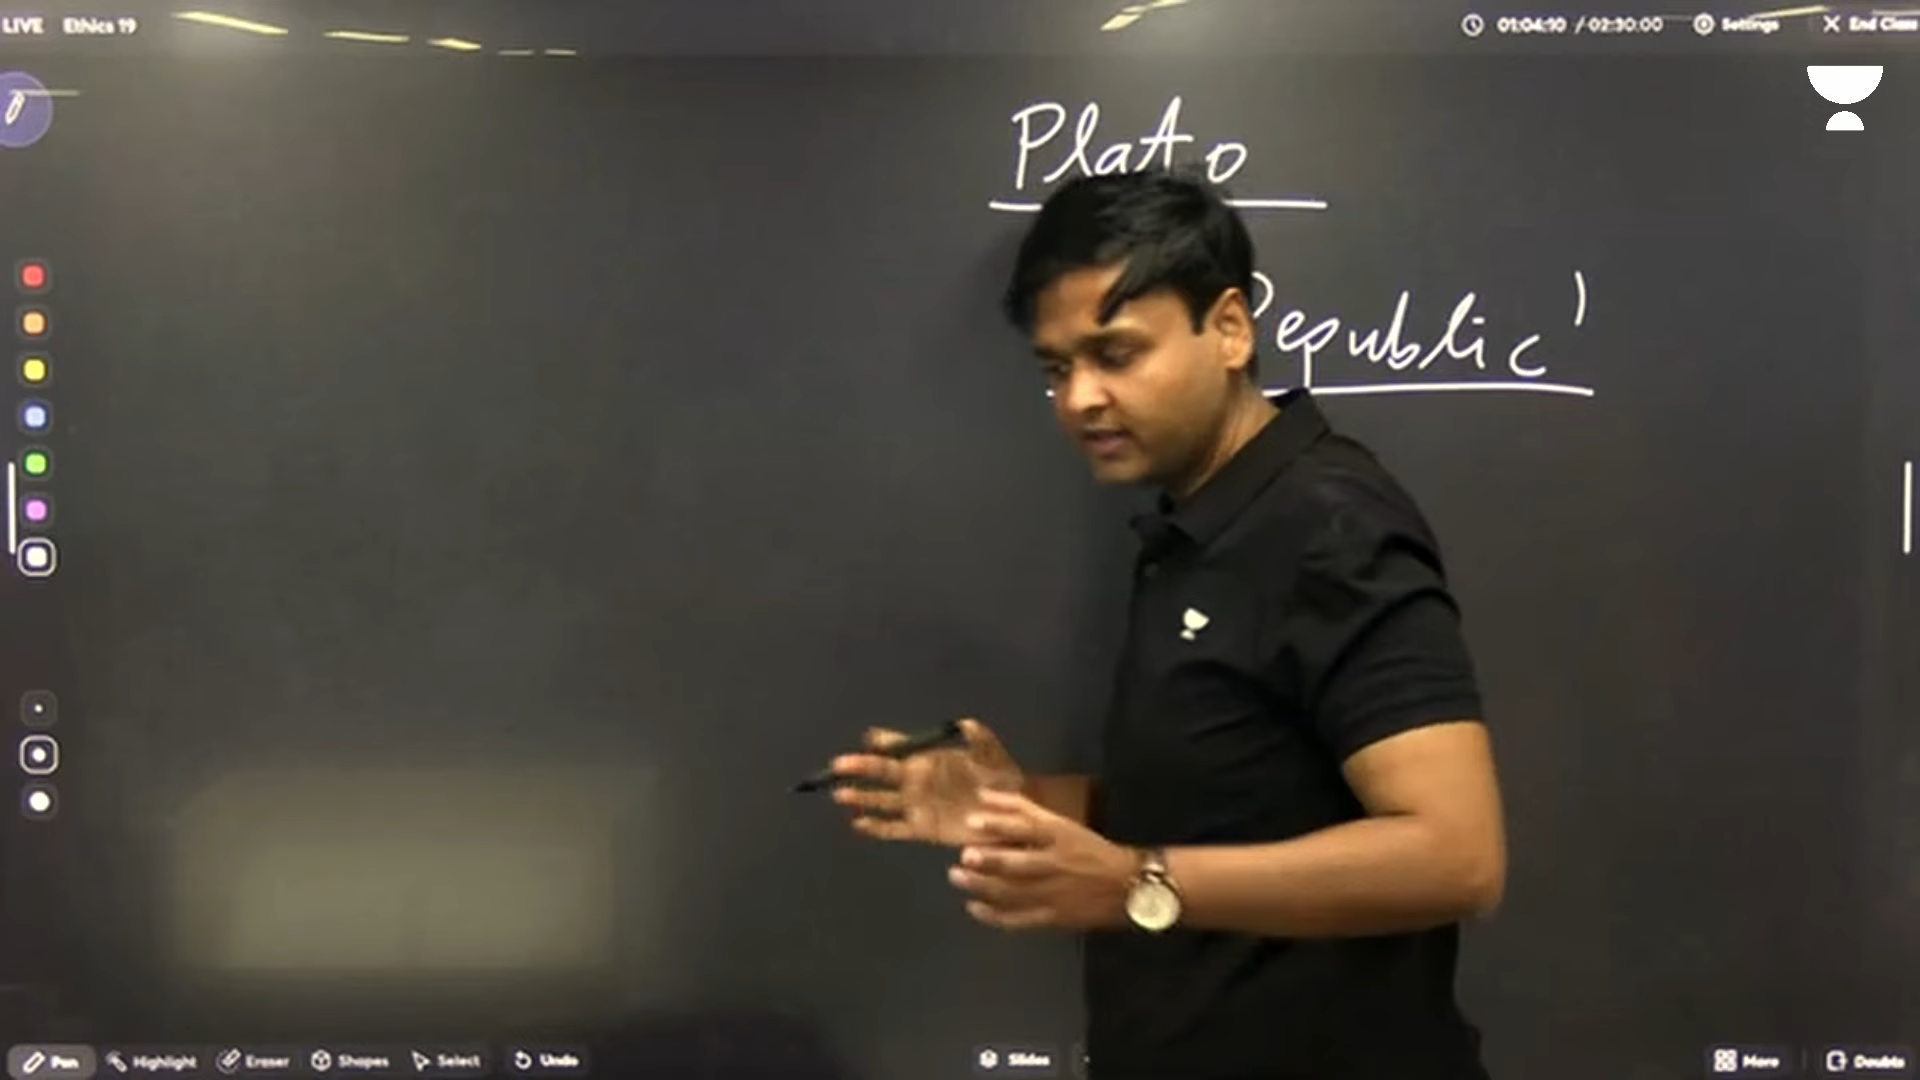 LIVE Ethics 19
01:04:10 / 02:30:00 Settings End Class
Plato
Republic'
Pen Highlight Eraser Shapes Select Undo Slides More Doubts